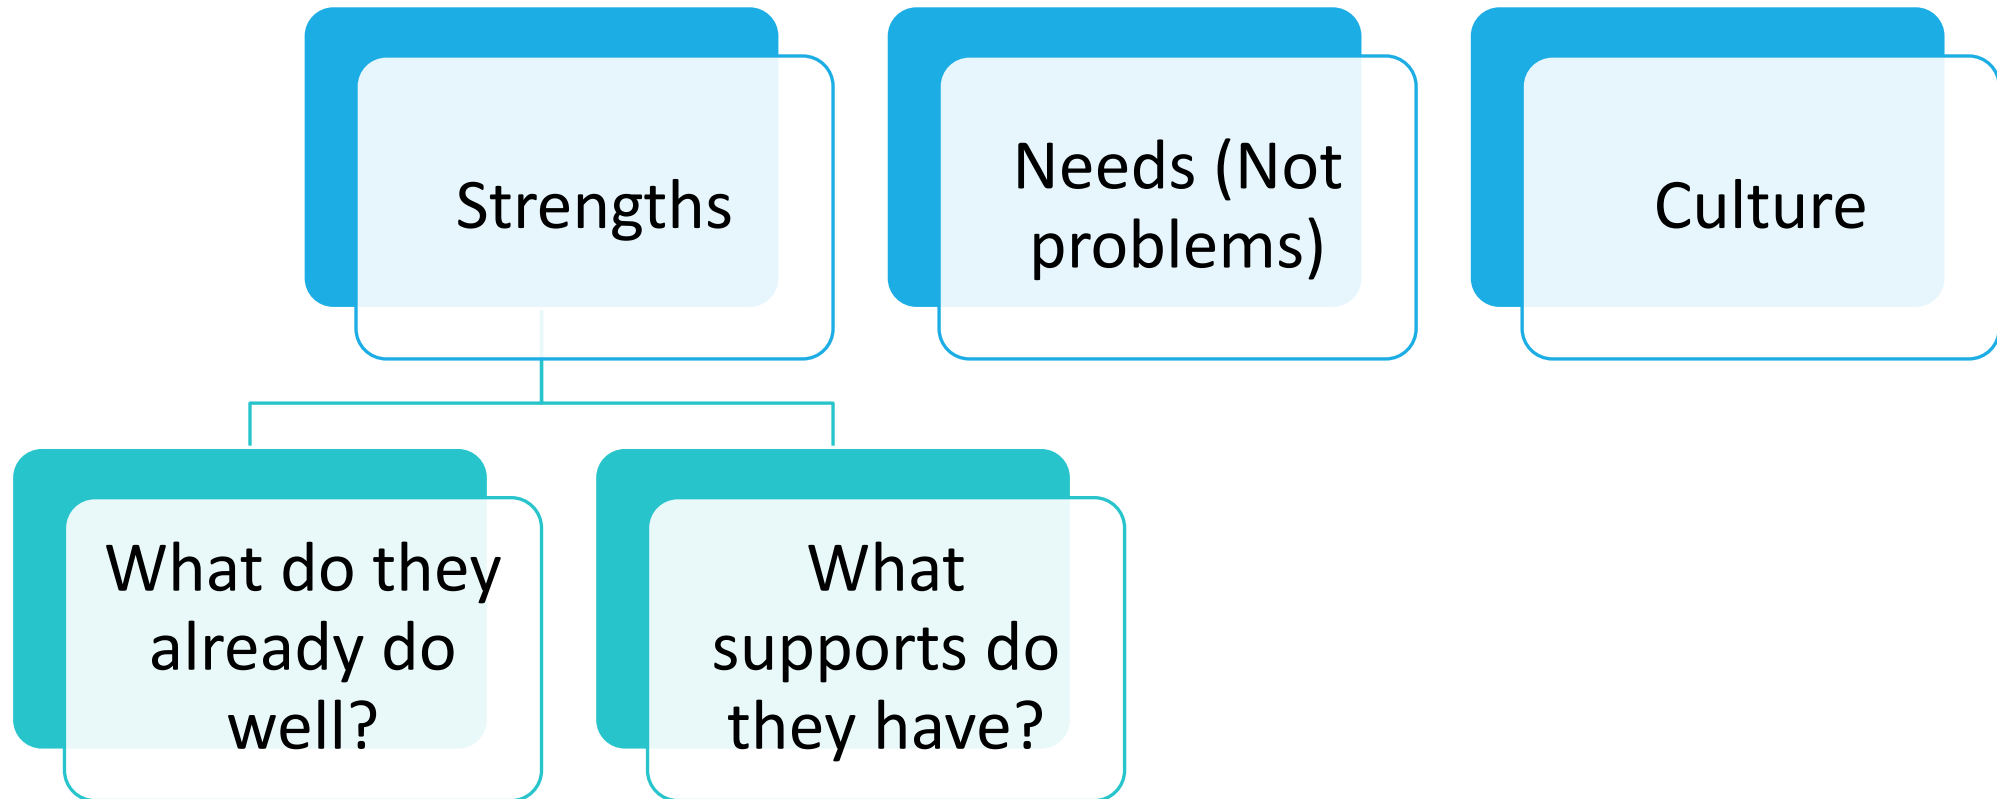 Strengths
Needs (Not
problems)
Culture
What do they
already do
well?
What
supports do
they have?